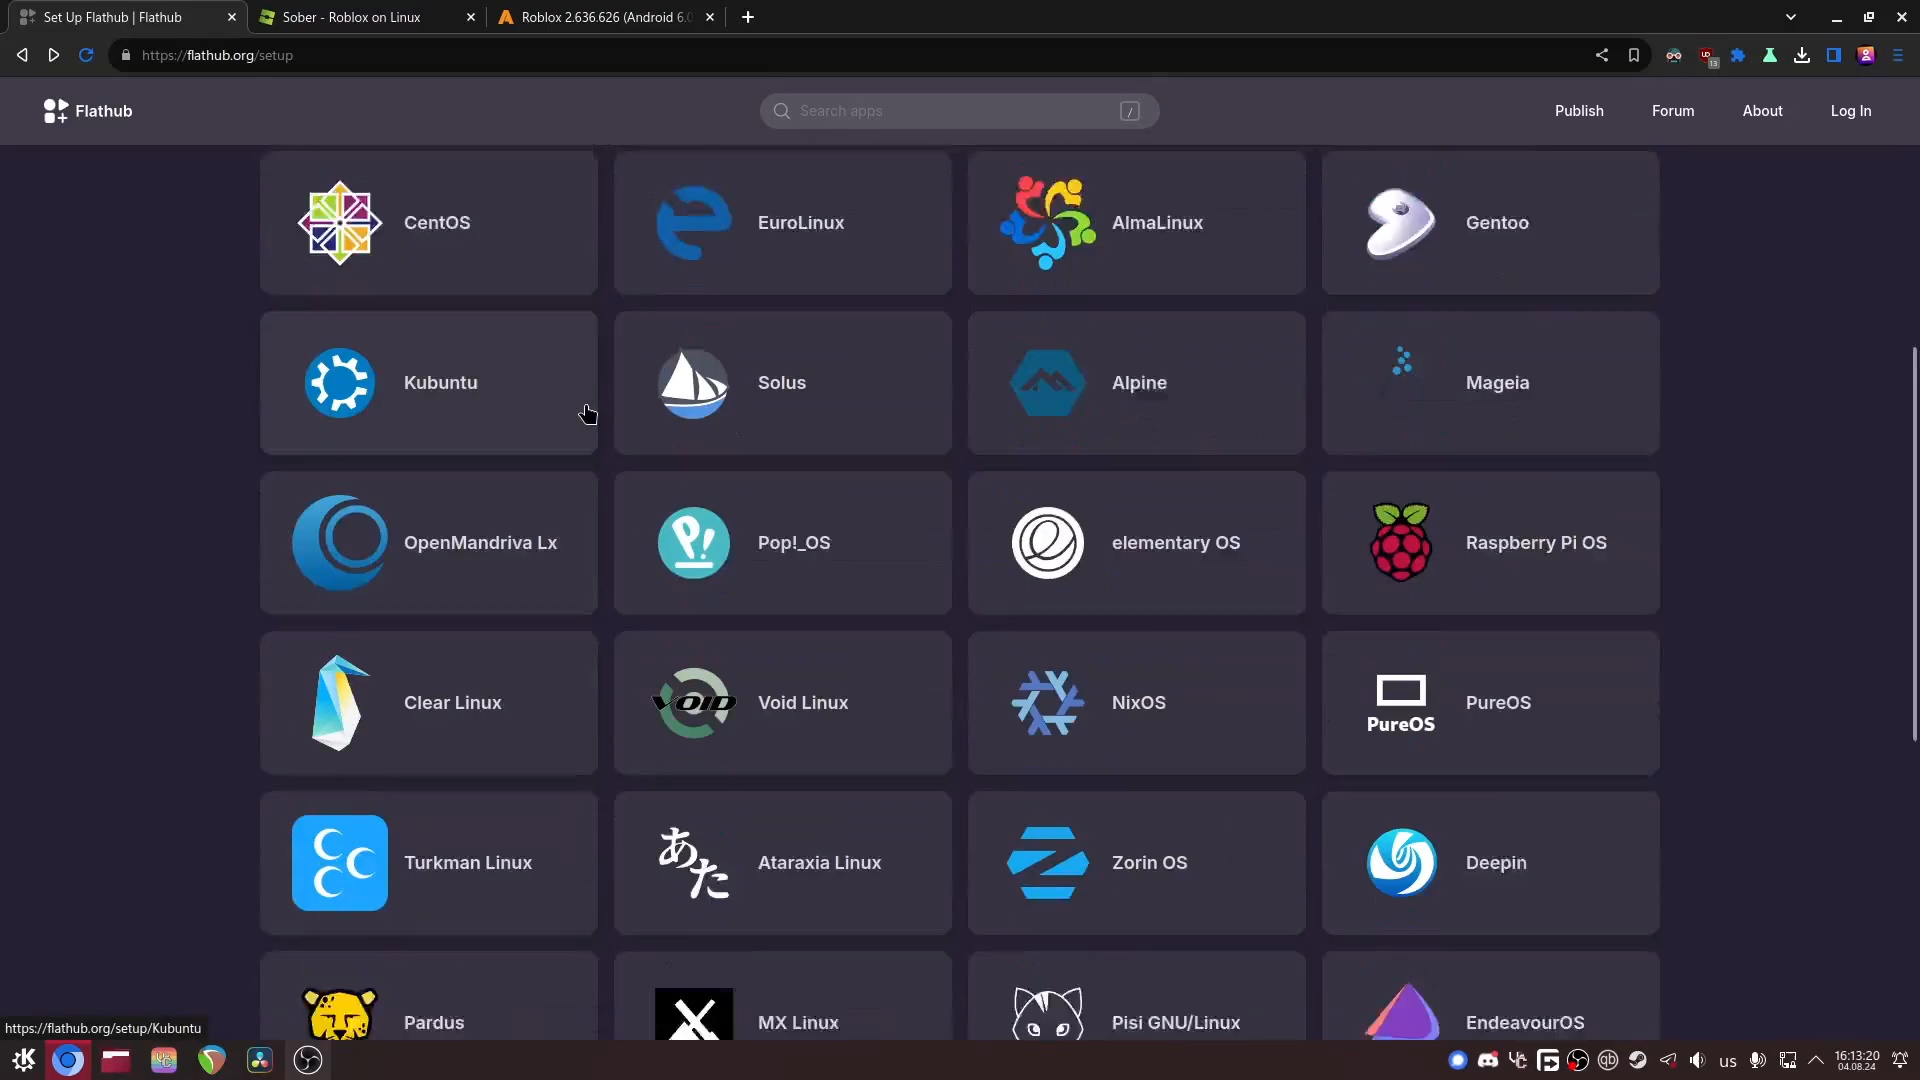 Set Up Flathub | Flathub
Sober - Roblox on Linux
Roblox 2.636.626 (Android 6.0
https://flathub.org/setup
13
Flathub
Search apps
/
Publish
Forum
About
Log In
CentOS
EuroLinux
AlmaLinux
Gentoo
Kubuntu
Solus
Alpine
Mageia
OpenMandriva Lx
P!
Pop!_OS
elementary OS
Raspberry Pi OS
Clear Linux
VOID
Void Linux
NixOS
PureOS
PureOS
Turkman Linux
あた
Ataraxia Linux
Zorin OS
Deepin
Pardus
MX Linux
Pisi GNU/Linux
EndeavourOS
https://flathub.org/setup/Kubuntu
us
16:13:20
04.08.24